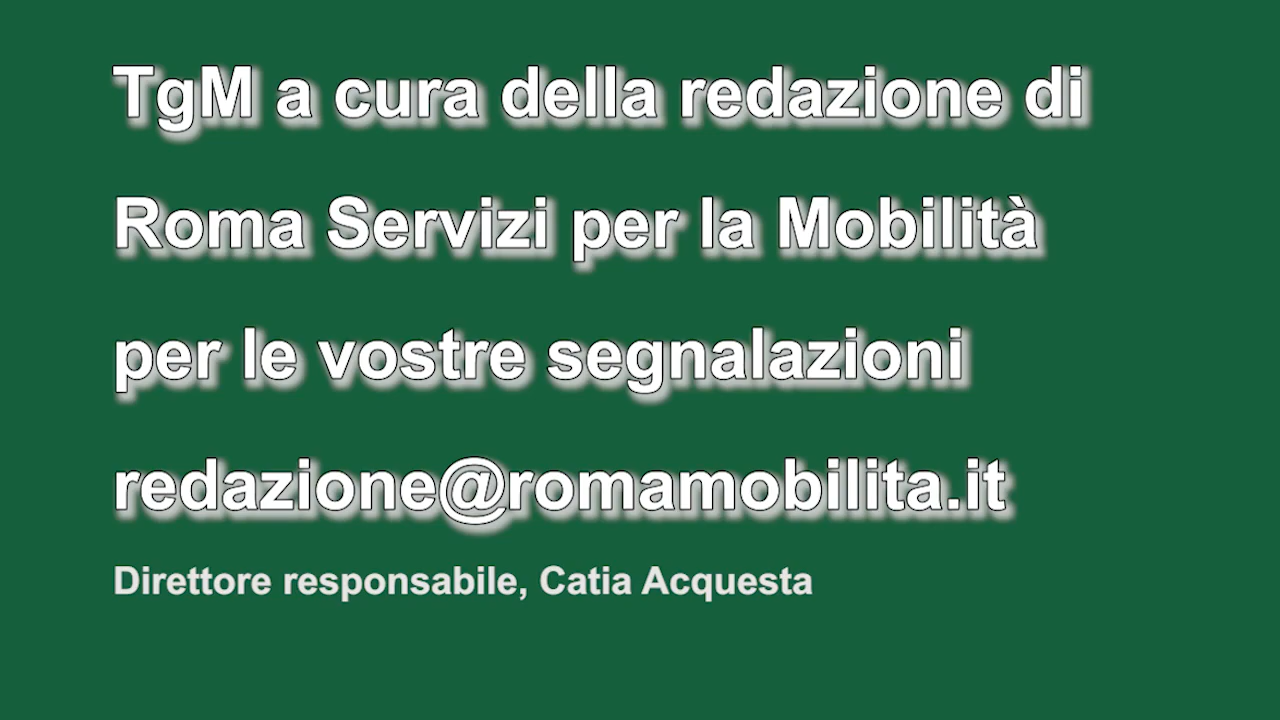 TgM a cura della redazione di
Roma Servizi per la Mobilità
per le vostre segnalazioni
redazione@romamobilita.it
Direttore responsabile, Catia Acquesta